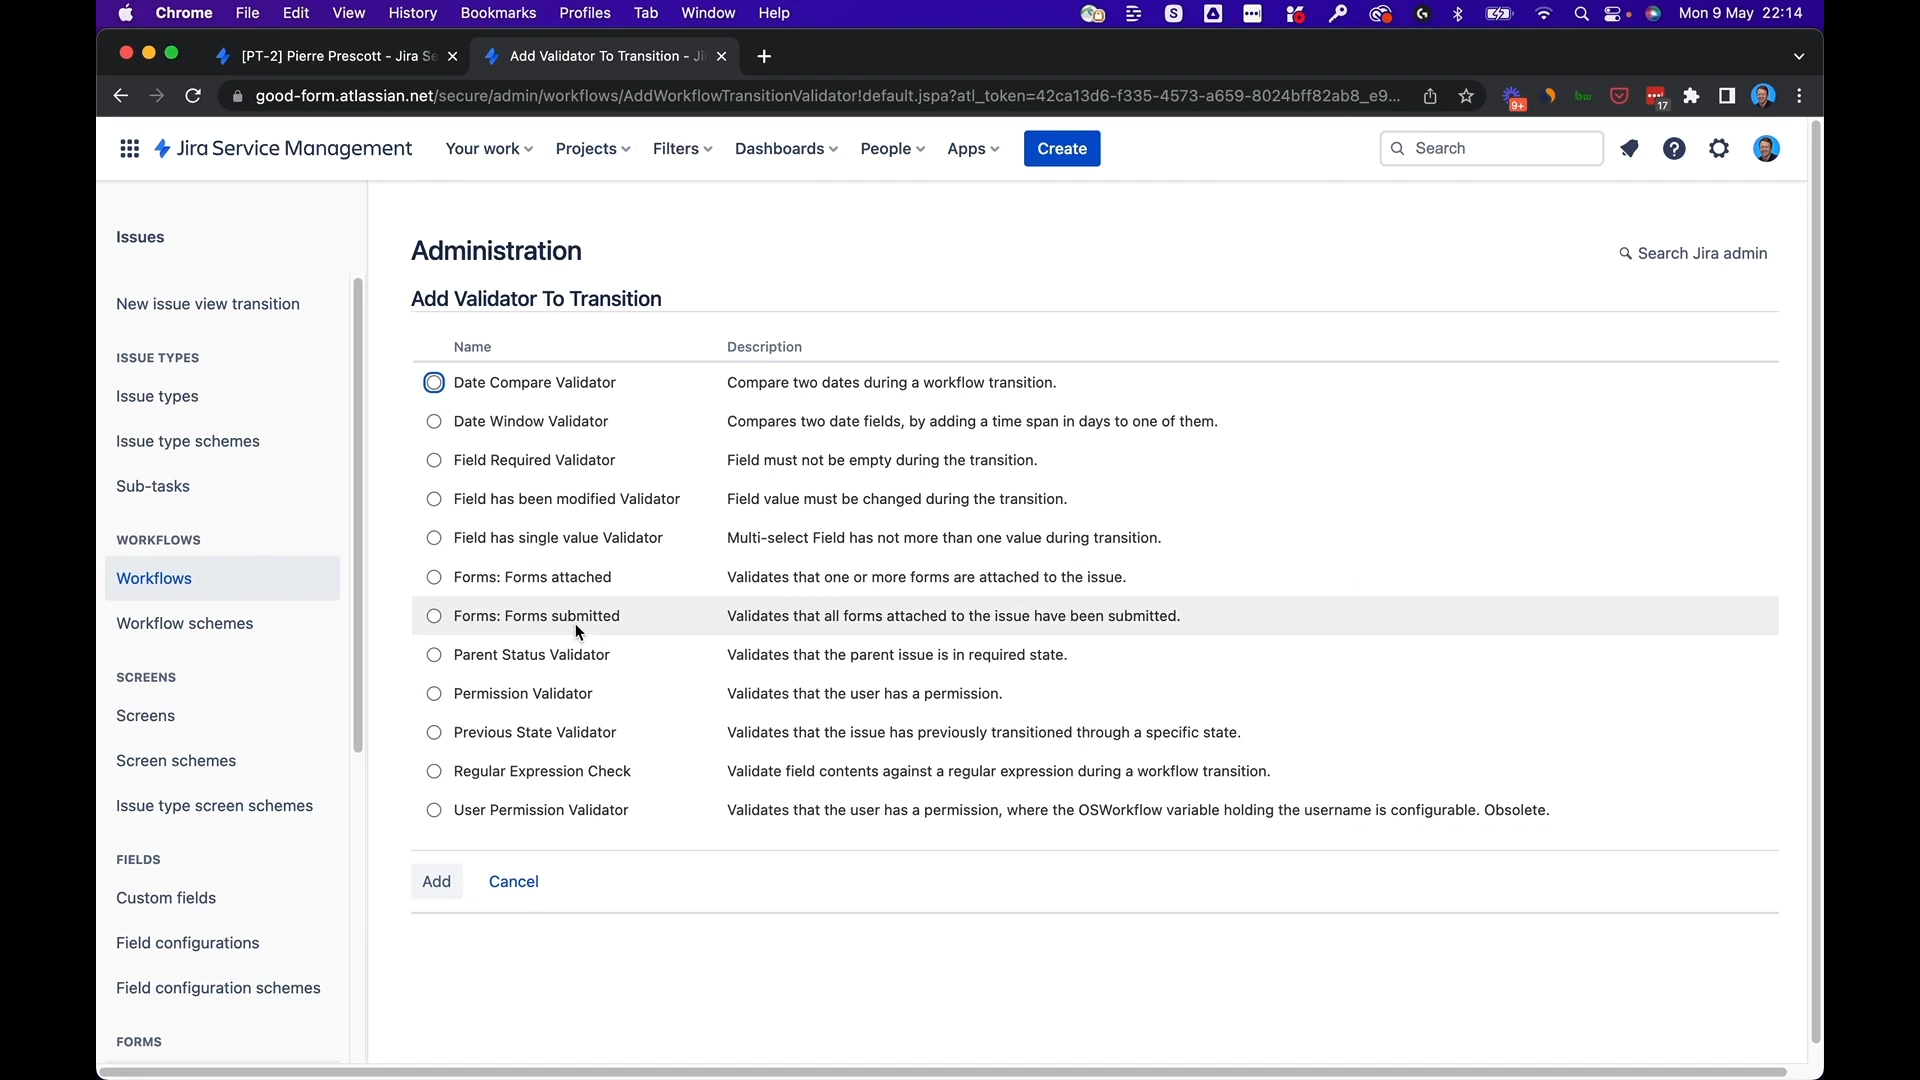 Chrome File Edit View History Bookmarks Profiles Tab Window Help Mon 9 May 22:14
[PT-2] Pierre Prescott - Jira Se Add Validator To Transition - Ji
good-form.atlassian.net/secure/admin/workflows/AddWorkflowTransitionValidator!default.jspa?atl_token=42ca13d6-f335-4573-a659-8024bff82ab8_e9... 9+ bw 17
Jira Service Management Your work Projects Filters Dashboards People Apps Create Search
Issues
New issue view transition
ISSUE TYPES
Issue types
Issue type schemes
Sub-tasks
WORKFLOWS
Workflows
Workflow schemes
SCREENS
Screens
Screen schemes
Issue type screen schemes
FIELDS
Custom fields
Field configurations
Field configuration schemes
FORMS
Administration
Search Jira admin
Add Validator To Transition
Name Description
Date Compare Validator Compare two dates during a workflow transition.
Date Window Validator Compares two date fields, by adding a time span in days to one of them.
Field Required Validator Field must not be empty during the transition.
Field has been modified Validator Field value must be changed during the transition.
Field has single value Validator Multi-select Field has not more than one value during transition.
Forms: Forms attached Validates that one or more forms are attached to the issue.
Forms: Forms submitted Validates that all forms attached to the issue have been submitted.
Parent Status Validator Validates that the parent issue is in required state.
Permission Validator Validates that the user has a permission.
Previous State Validator Validates that the issue has previously transitioned through a specific state.
Regular Expression Check Validate field contents against a regular expression during a workflow transition.
User Permission Validator Validates that the user has a permission, where the OSWorkflow variable holding the username is configurable. Obsolete.
Add Cancel